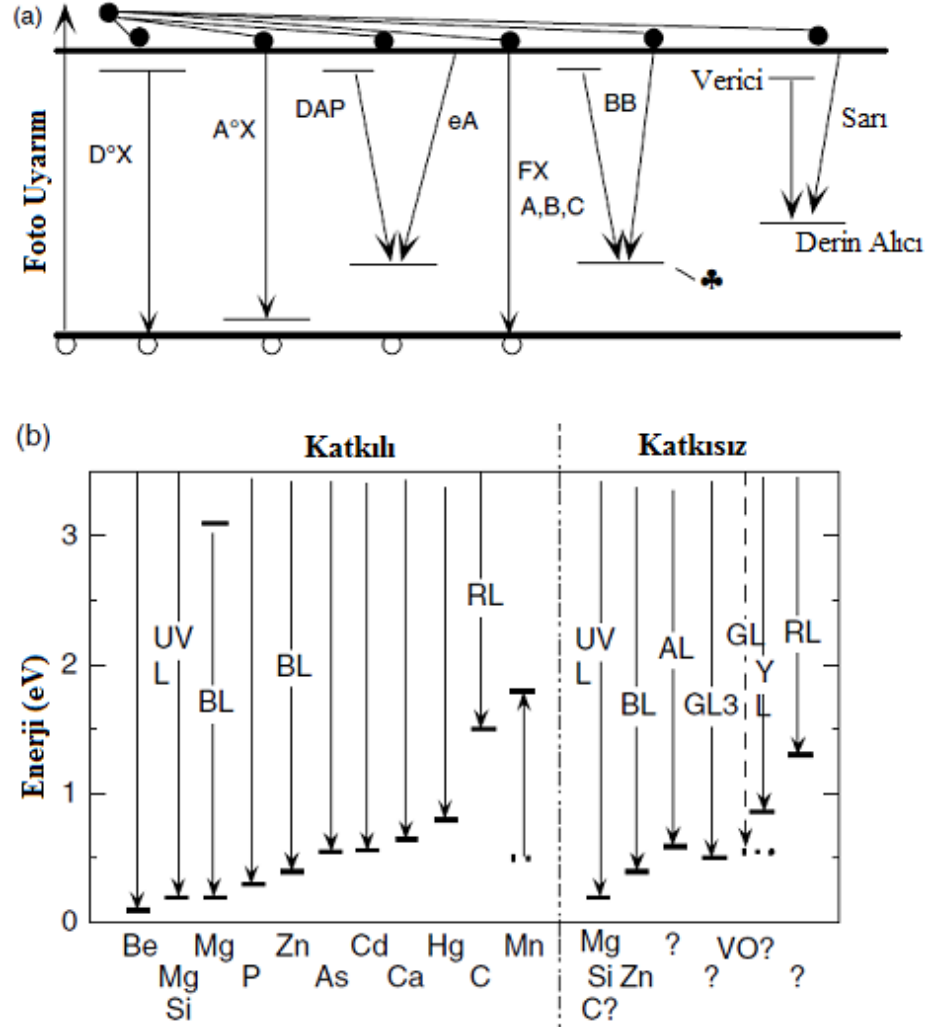 (a)
Foto Uyarım
D°X
A°X
DAP
eA
FX
A,B,C
BB
♣
Verici
Sarı
Derin Alıcı
(b)
Katkılı
Katkısız
Enerji (eV)
3
2
1
0
UV
L
BL
BL
RL
UV
L
BL
AL
GL3
GL
Y
L
RL
Be
Mg
Si
Mg
P
Zn
As
Cd
Ca
Hg
C
Mn
Mg
Si
C?
Zn
?
?
VO?
?